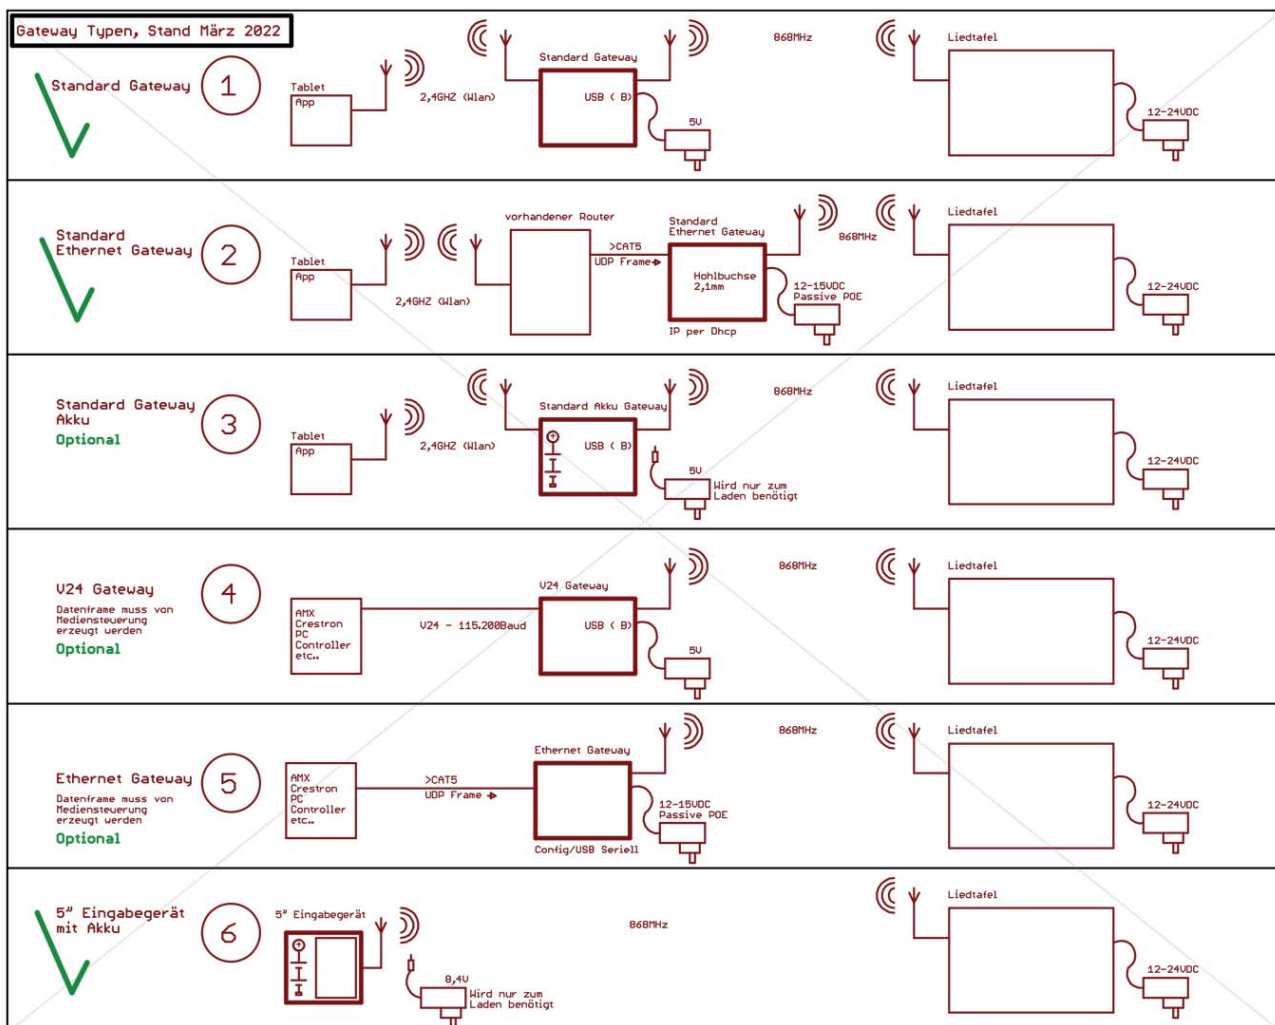 Gateway Typen, Stand März 2022
Standard Gateway
1
Tablet
App
2,4GHZ (Wlan)
Standard Gateway
USB ( B)
5V
868MHz
Liedtafel
12-24VDC
Standard
Ethernet Gateway
2
Tablet
App
2,4GHZ (Wlan)
vorhandener Router
>CAT5
UDP Frame
Standard
Ethernet Gateway
Hohlbuchse
2,1mm
IP per Dhcp
868MHz
12-15VDC
Passive POE
Liedtafel
12-24VDC
Standard Gateway
Akku
Optional
3
Tablet
App
2,4GHZ (Wlan)
Standard Akku Gateway
USB ( B)
5V
Wird nur zum
Laden benötigt
868MHz
Liedtafel
12-24VDC
V24 Gateway
Datenframe muss von
Mediensteuerung
erzeugt werden
Optional
4
AMX
Crestron
PC
Controller
etc..
V24 - 115.200Baud
V24 Gateway
USB ( B)
5V
868MHz
Liedtafel
12-24VDC
Ethernet Gateway
Datenframe muss von
Mediensteuerung
erzeugt werden
Optional
5
AMX
Crestron
PC
Controller
etc..
>CAT5
UDP Frame
Ethernet Gateway
Config/USB Seriell
12-15VDC
Passive POE
868MHz
Liedtafel
12-24VDC
5" Eingabegerät
mit Akku
6
5" Eingabegerät
8,4V
Wird nur zum
Laden benötigt
868MHz
Liedtafel
12-24VDC